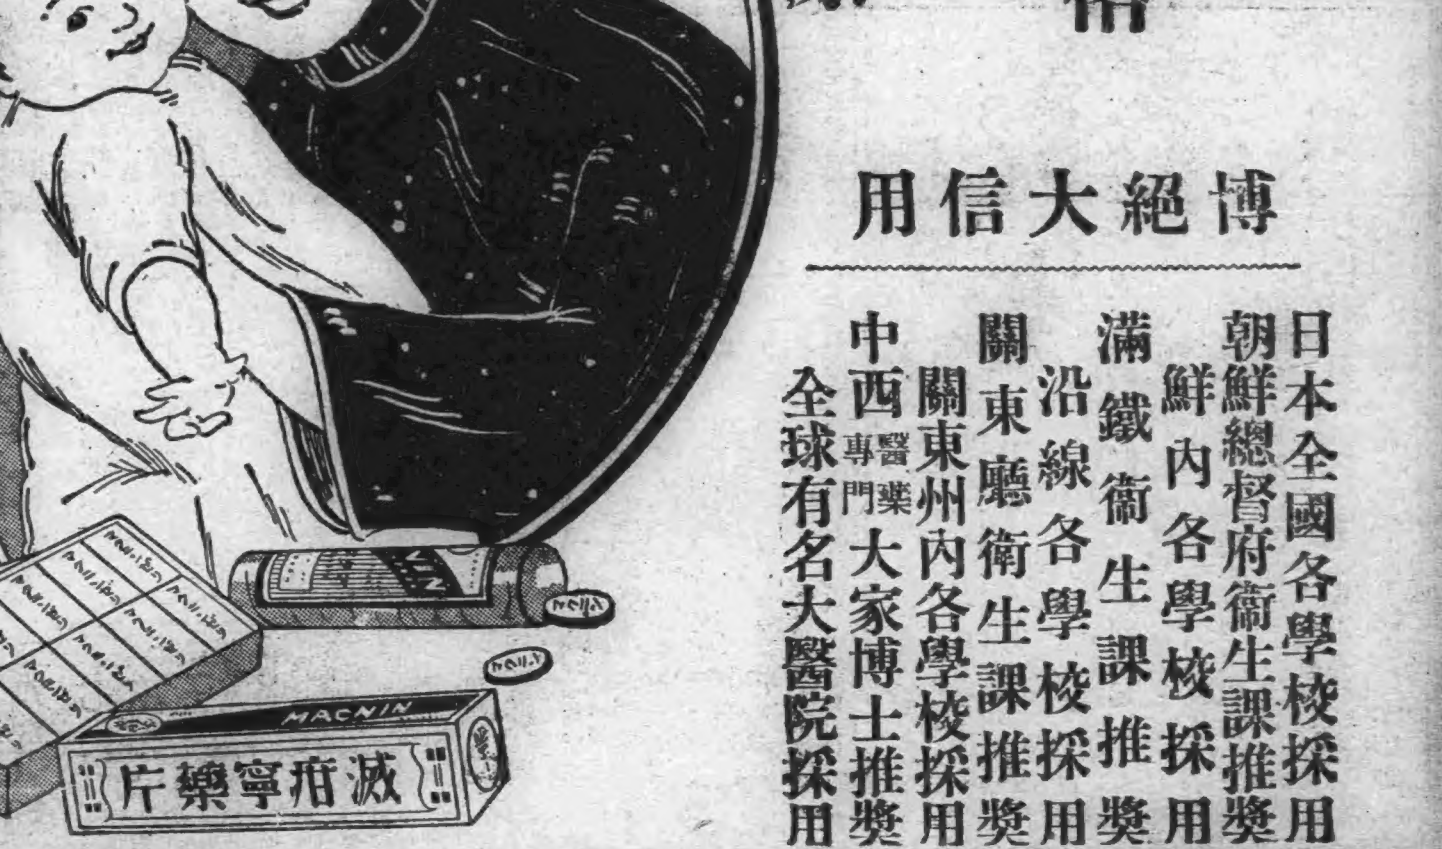 博絕大信用
日本全國各學校採用
朝鮮總督府衞生課推奬
鮮內各學校採用
滿鐵衞生課推奬
沿線各學校採用
關東廳衛生課推奬
關東州內各學校採用
中西醫藥專門大家博士推奬
全球有名大醫院採用
MACNIN
滅疳寧藥片